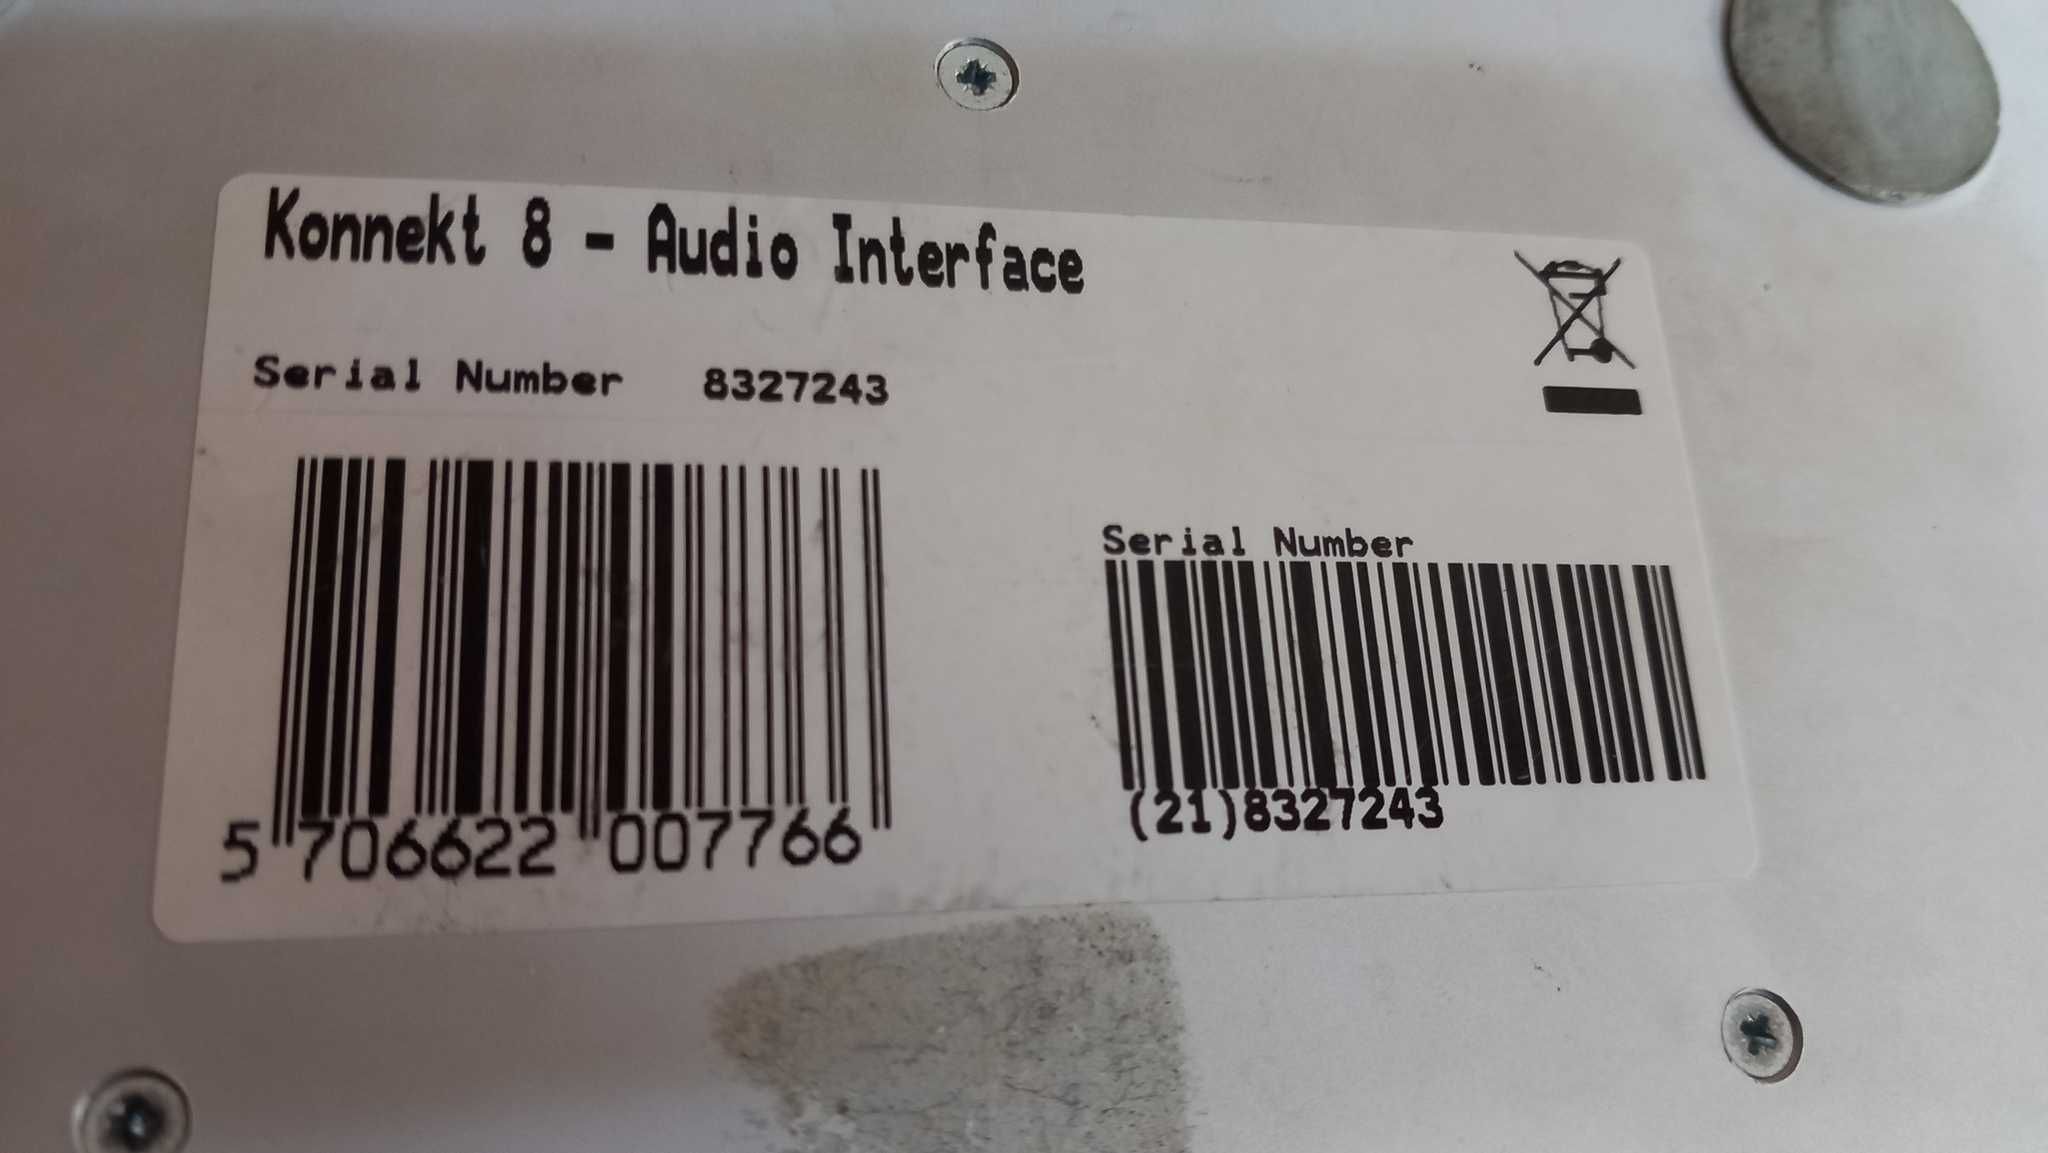 Konnekt 8 - Audio Interface
Serial Number 8327243
5 706622 007766
Serial Number
(21)8327243